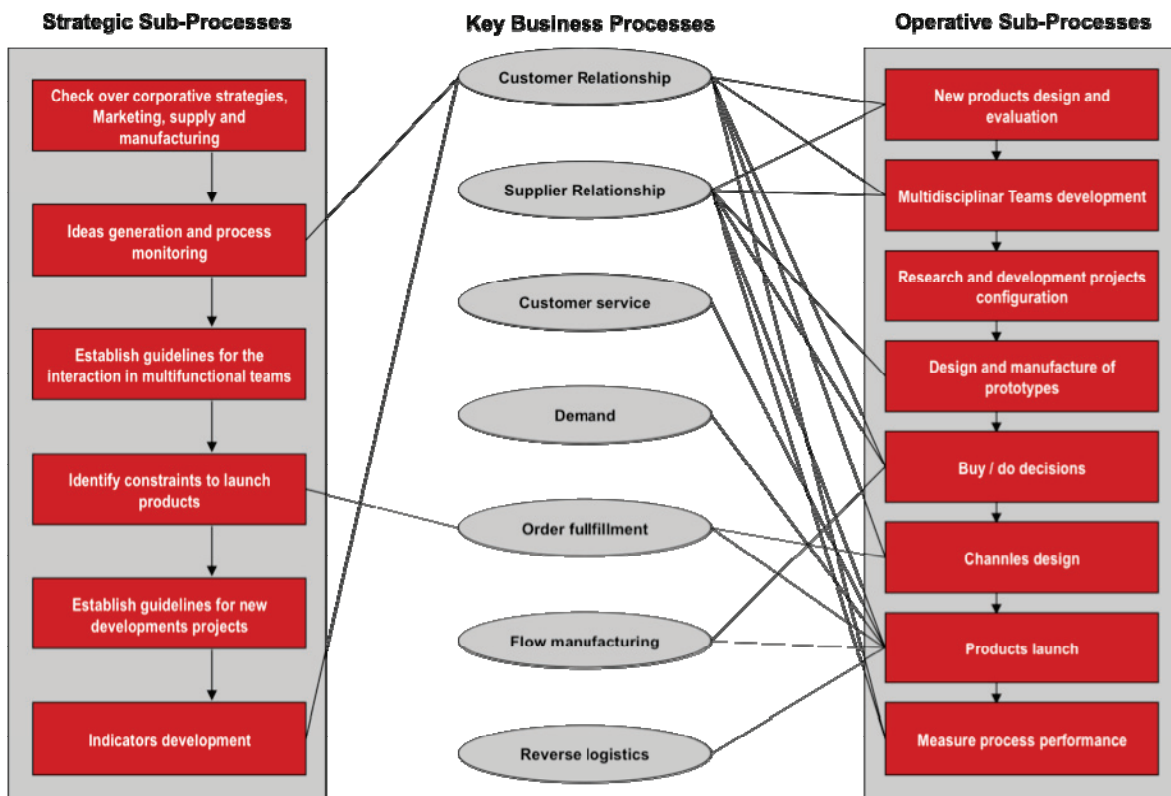 Strategic Sub-Processes
Key Business Processes
Operative Sub-Processes
Check over corporative strategies,
Marketing, supply and
manufacturing
Ideas generation and process
monitoring
Establish guidelines for the
interaction in multifunctional teams
Identify constraints to launch
products
Establish guidelines for new
developments projects
Indicators development
Customer Relationship
Supplier Relationship
Customer service
Demand
Order fullfillment
Flow manufacturing
Reverse logistics
New products design and
evaluation
Multidisciplinar Teams development
Research and development projects
configuration
Design and manufacture of
prototypes
Buy / do decisions
Channles design
Products launch
Measure process performance